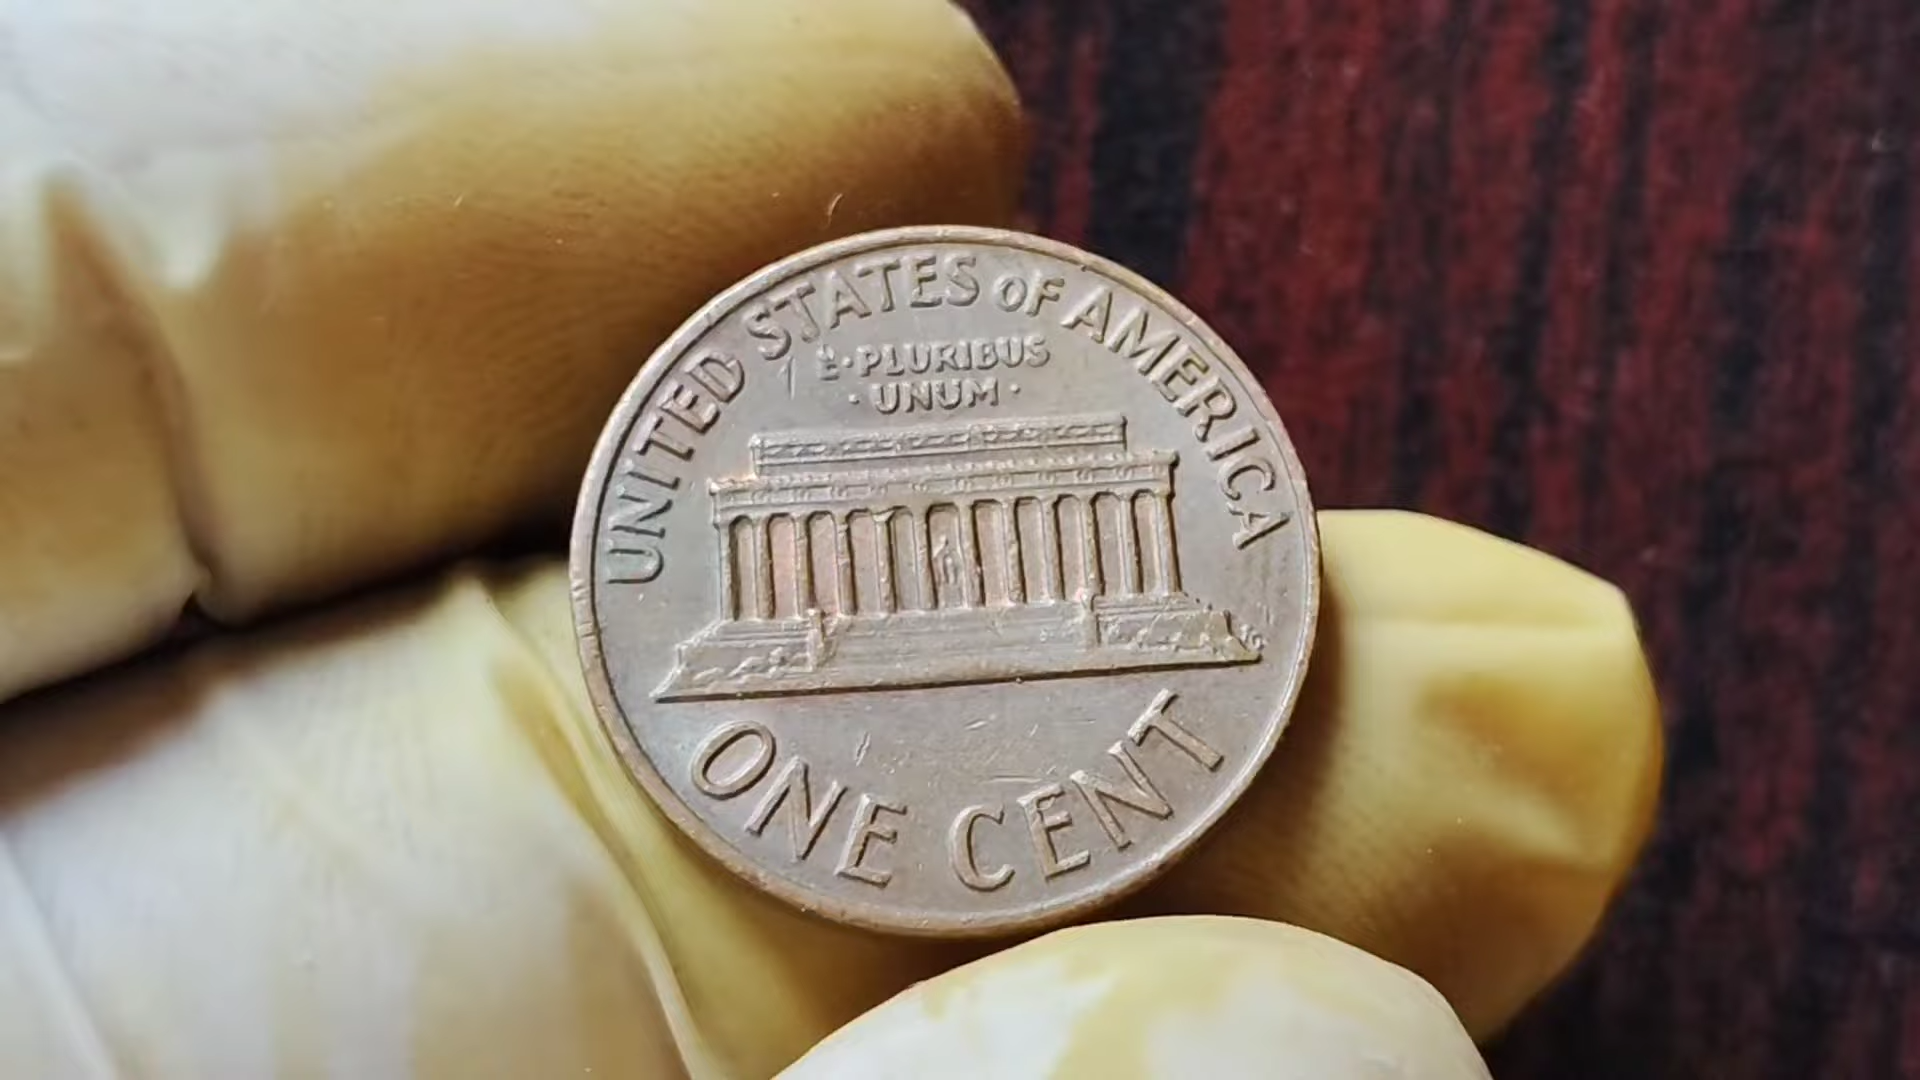 UNITED STATES OF AMERICA
E·PLURIBUS
·UNUM·
ONE CENT